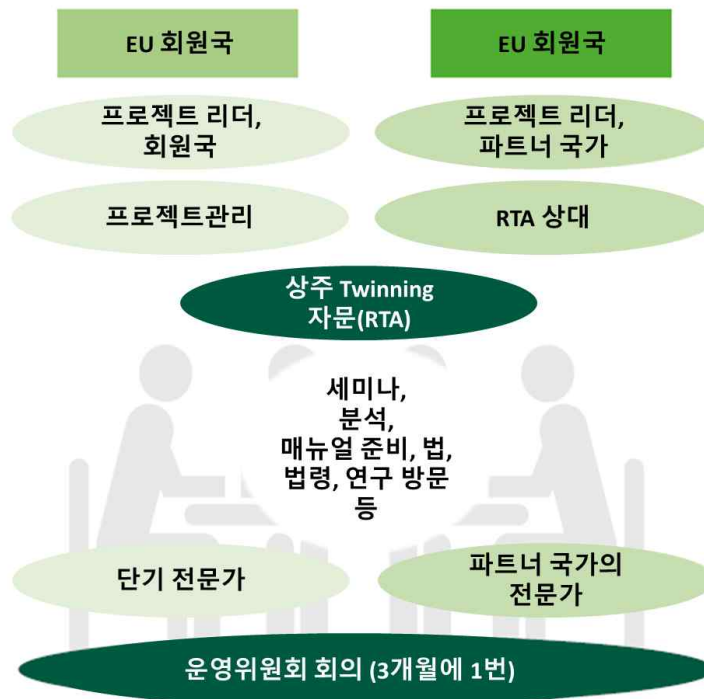 EU 회원국
EU 회원국
프로젝트 리더,
회원국
프로젝트 리더,
파트너 국가
프로젝트관리
RTA 상대
상주 Twinning
자문(RTA)
세미나,
분석,
매뉴얼 준비, 법,
법령, 연구 방문
등
단기 전문가
파트너 국가의
전문가
운영위원회 회의 (3개월에 1번)